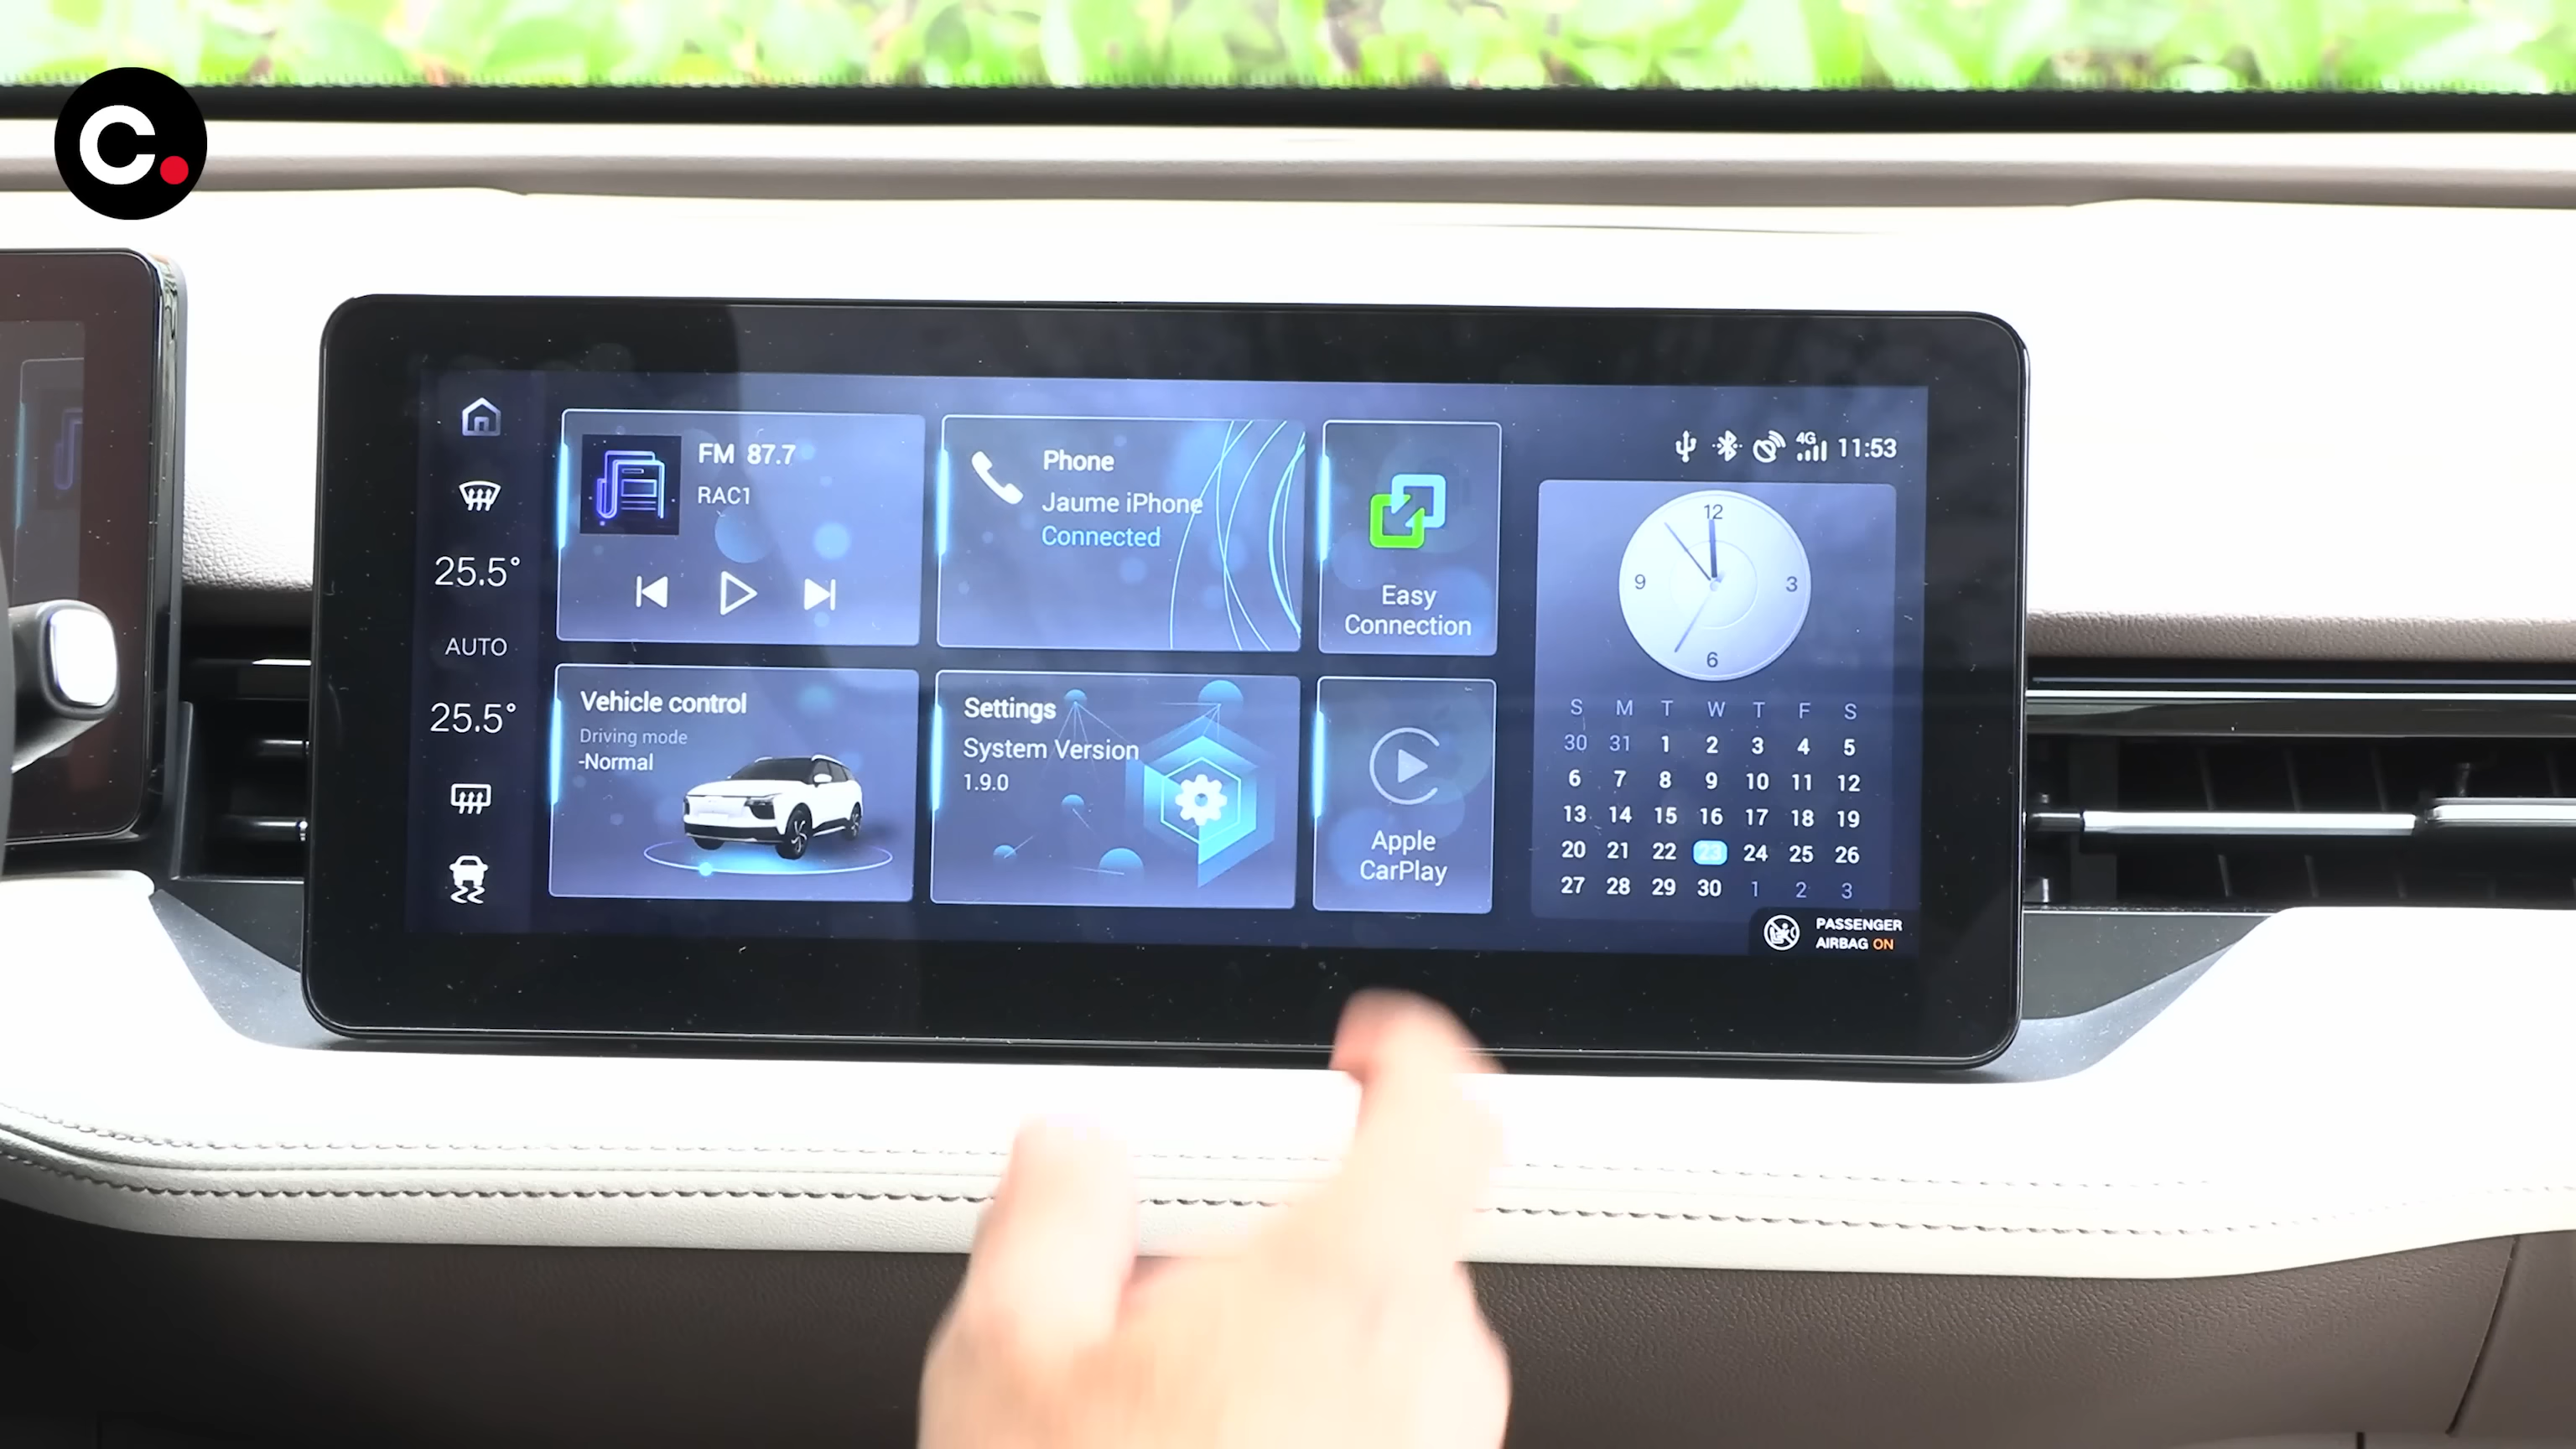 C.
25.5°
AUTO
25.5°
FM 87.7
RAC1
Phone
Jaume iPhone
Connected
Easy
Connection
Vehicle control
Driving mode
-Normal
Settings
System Version
1.9.0
Apple
CarPlay
4G
11:53
12
9 3
6
S M T W T F S
30 31 1 2 3 4 5
6 7 8 9 10 11 12
13 14 15 16 17 18 19
20 21 22 23 24 25 26
27 28 29 30 1 2 3
PASSENGER
AIRBAG ON